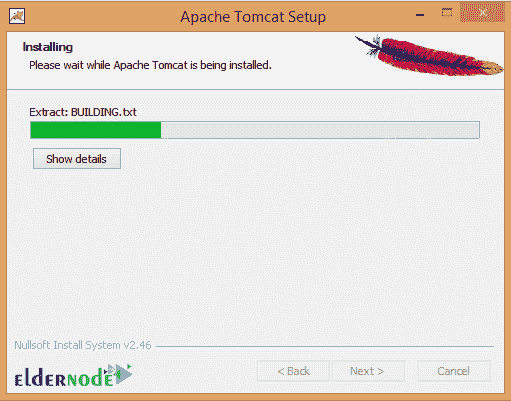 Apache Tomcat Setup
Installing
Please wait while Apache Tomcat is being installed.
Extract: BUILDING.txt
Show details
Nullsoft Install System v2.46
eldernode
< Back
Next >
Cancel